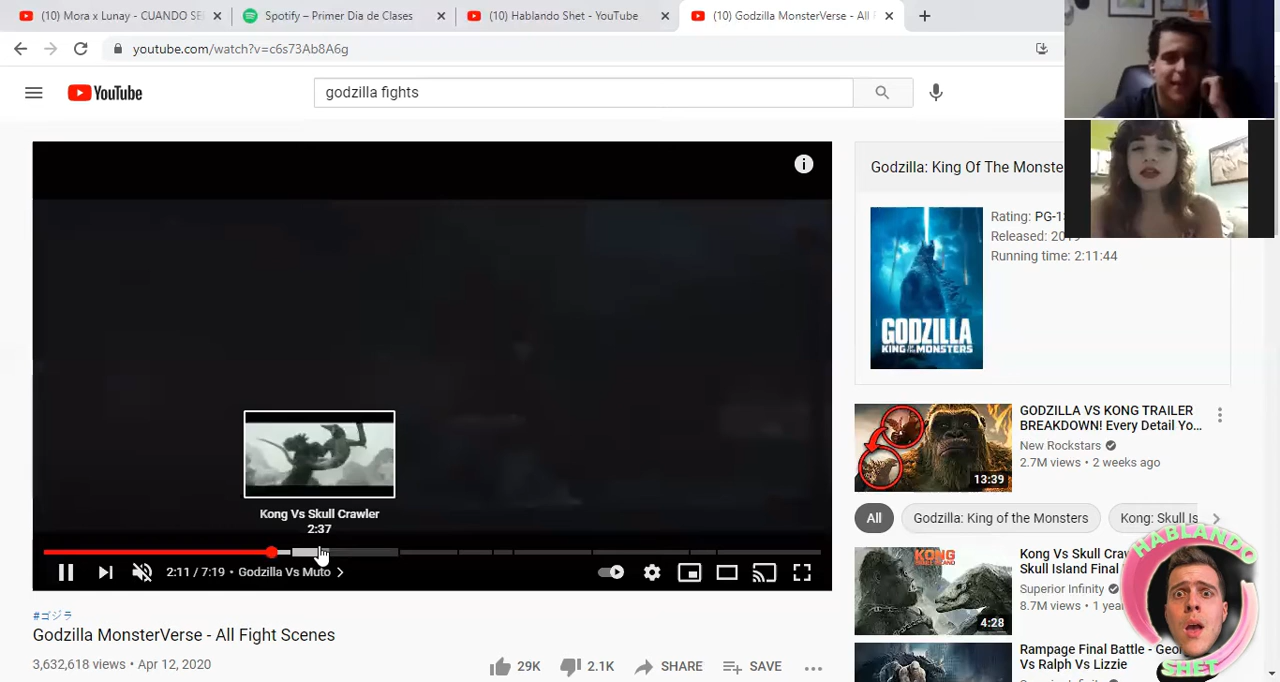 (10) Mora x Lunay - CUANDO SE
Spotify – Primer Dia de Clases
(10) Hablando Shet - YouTube
(10) Godzilla MonsterVerse - All F
youtube.com/watch?v=c6s73Ab8A6g
YouTube
godzilla fights
Kong Vs Skull Crawler
2:37
2:11 / 7:19 • Godzilla Vs Muto
#ゴジラ
Godzilla MonsterVerse - All Fight Scenes
3,632,618 views • Apr 12, 2020
29K
2.1K
SHARE
SAVE
Godzilla: King Of The Monste
Rating: PG-1
Released: 201
Running time: 2:11:44
GODZILLA
KING OF THE MONSTERS
GODZILLA VS KONG TRAILER
BREAKDOWN! Every Detail Yo...
New Rockstars
2.7M views • 2 weeks ago
13:39
All
Godzilla: King of the Monsters
Kong: Skull Is
KONG
Kong Vs Skull Craw
Skull Island Final
Superior Infinity
8.7M views • 1 year
4:28
Rampage Final Battle - Geo
Vs Ralph Vs Lizzie
HABLANDO
SHET